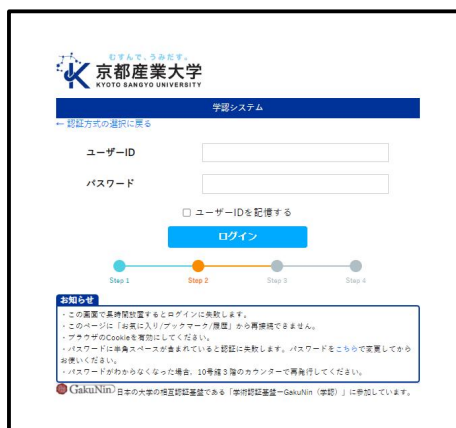 むすんで、うみだす。
京都産業大学
KYOTO SANGYO UNIVERSITY
学認システム
← 認証方式の選択に戻る
ユーザーID
パスワード
ユーザーIDを記憶する
ログイン
Step 1 Step 2 Step 3 Step 4
お知らせ
・この画面で長時間放置するとログインに失敗します。
・このページに「お気に入り/ブックマーク/履歴」から再接続できません。
・ブラウザのCookieを有効にしてください。
・パスワードに半角スペースが含まれていると認証に失敗します。パスワードをこちらで変更してから
お使いください。
・パスワードがわからなくなった場合、10号館3階のカウンターで再発行してください。
GakuNin 日本の大学の相互認証基盤である「学術認証基盤ーGakuNin（学認）」に参加しています。